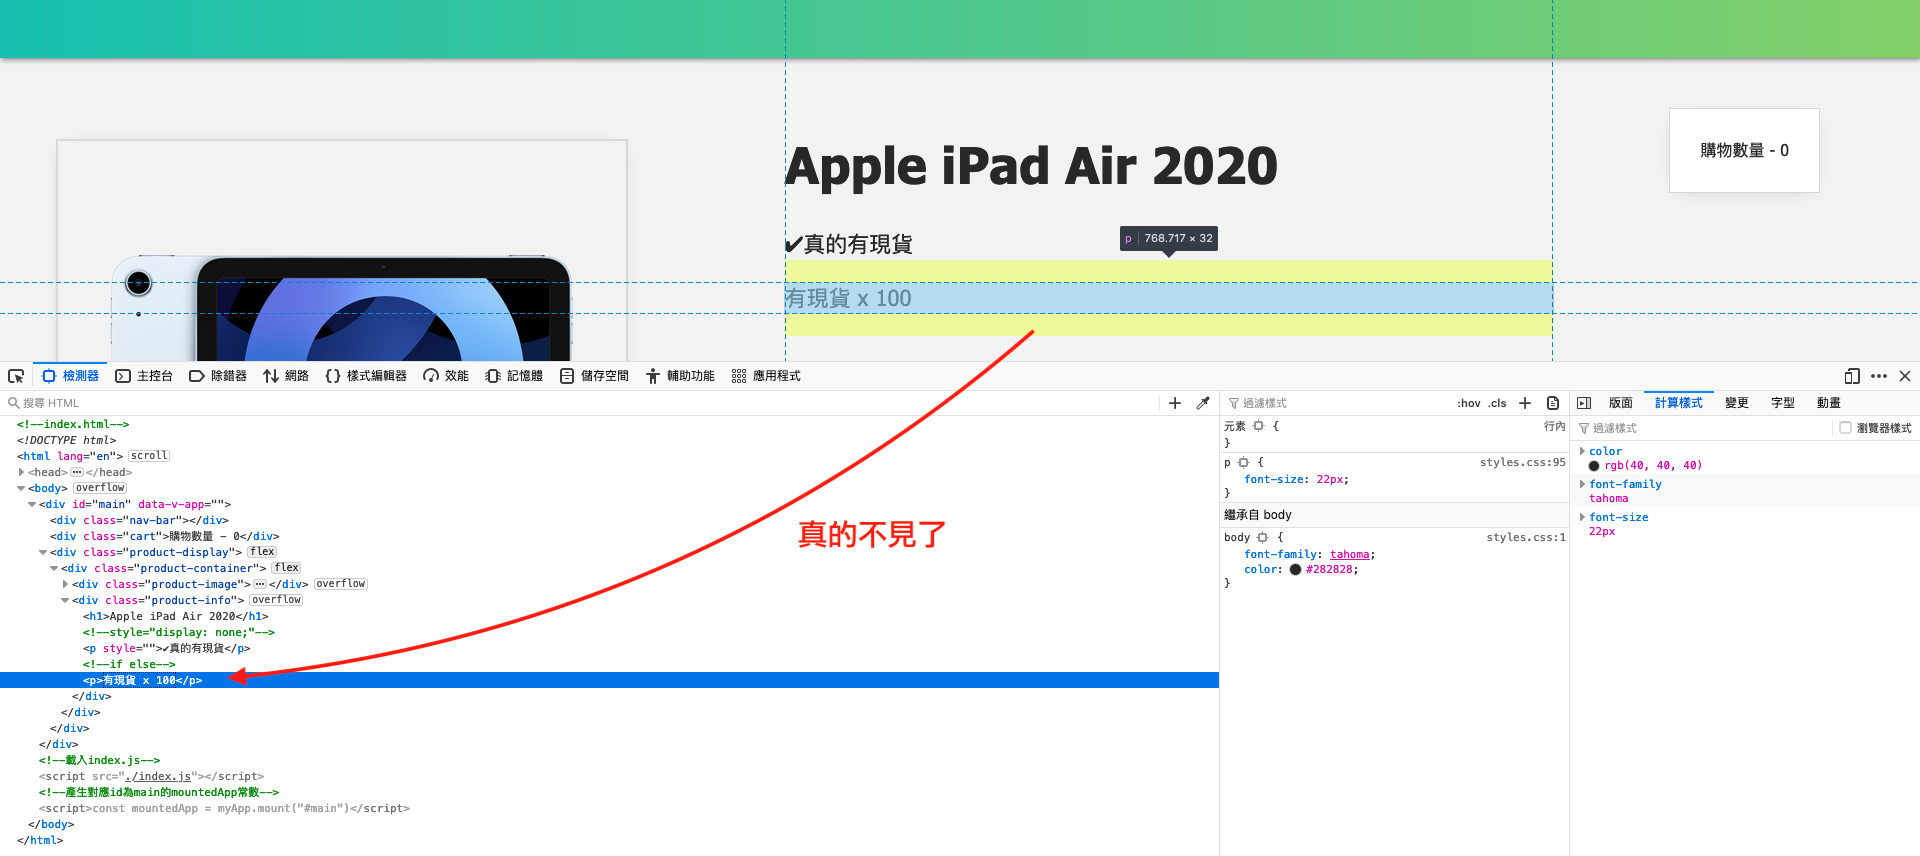 Apple iPad Air 2020
購物數量 - 0
✔真的有現貨
p 768.717 × 32
有現貨 x 100
檢測器 主控台 除錯器 網路 樣式編輯器 效能 記憶體 儲存空間 輔助功能 應用程式
搜尋 HTML
<!--index.html-->
<!DOCTYPE html>
<html lang="en"> scroll
<head> ••• </head>
<body> overflow
<div id="main" data-v-app="">
<div class="nav-bar"></div>
<div class="cart">購物數量 - 0</div>
<div class="product-display"> flex
<div class="product-container"> flex
<div class="product-image"> ••• </div> overflow
<div class="product-info"> overflow
<h1>Apple iPad Air 2020</h1>
<!--style="display: none;"-->
<p style="">✔真的有現貨</p>
<!--if else-->
<p>有現貨 x 100</p>
</div>
</div>
</div>
</div>
<!--載入index.js-->
<script src="./index.js"></script>
<!--產生對應id為main的mountedApp常數-->
<script>const mountedApp = myApp.mount("#main")</script>
</body>
</html>
真的不見了
過濾樣式 :hov .cls
元素 { 行內
}
p { styles.css:95
font-size: 22px;
}
繼承自 body
body { styles.css:1
font-family: tahoma;
color: #282828;
}
版面 計算樣式 變更 字型 動畫
過濾樣式 瀏覽器樣式
color
rgb(40, 40, 40)
font-family
tahoma
font-size
22px